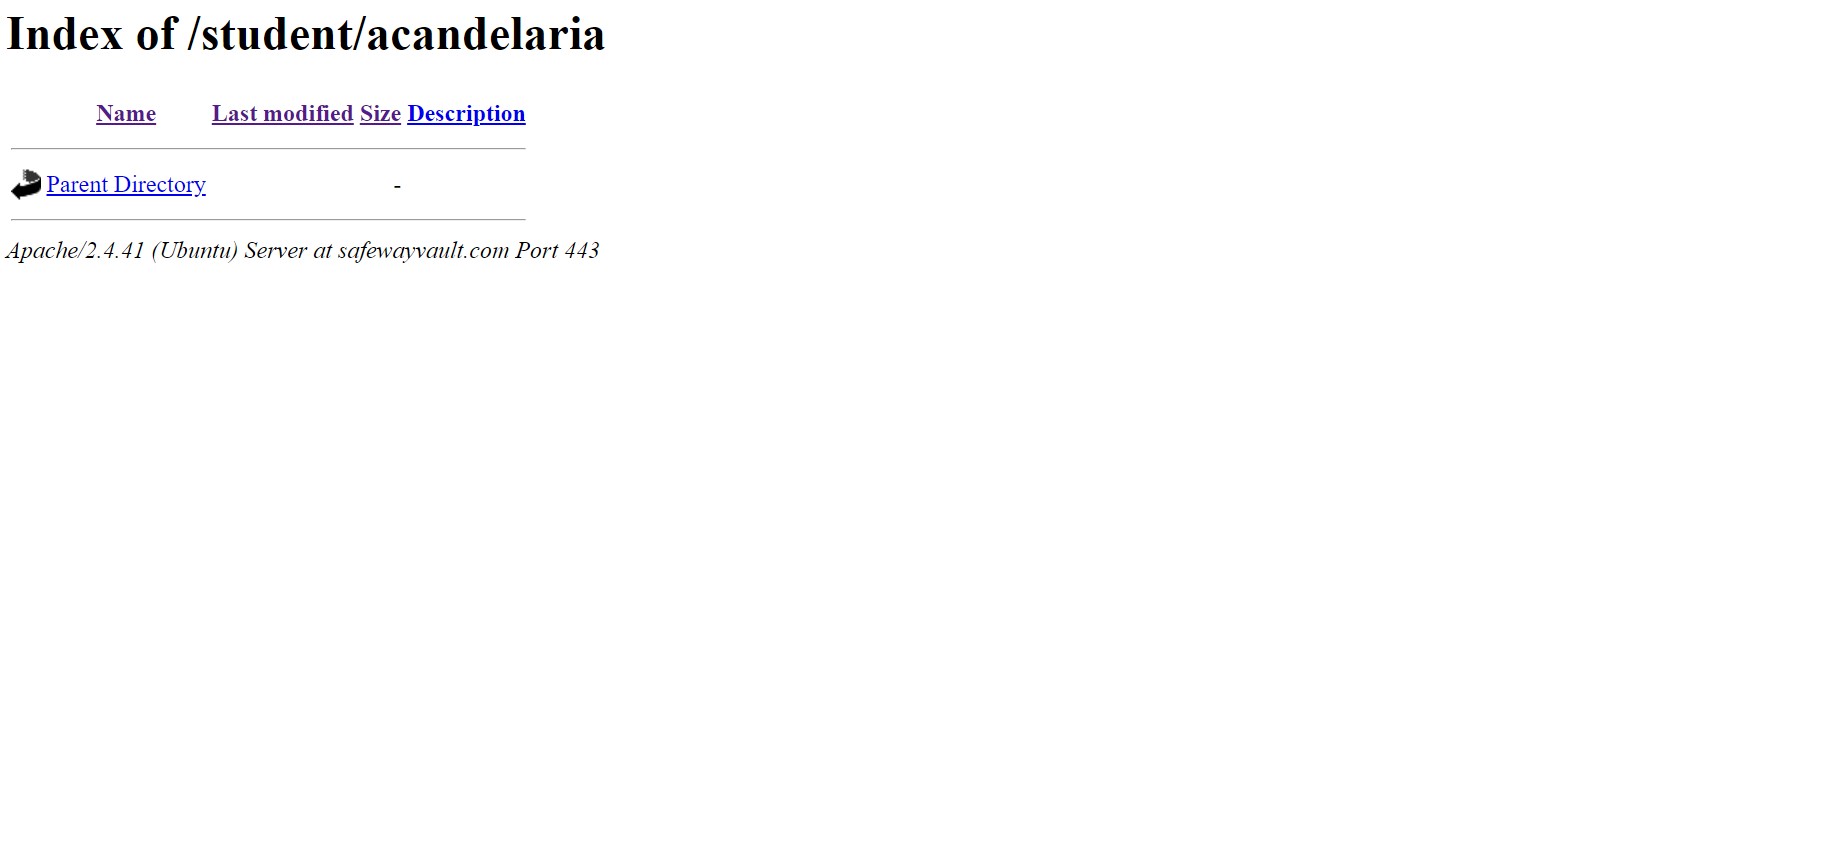 Index of /student/acandelaria
Name Last modified Size Description
Parent Directory -
Apache/2.4.41 (Ubuntu) Server at safewayvault.com Port 443